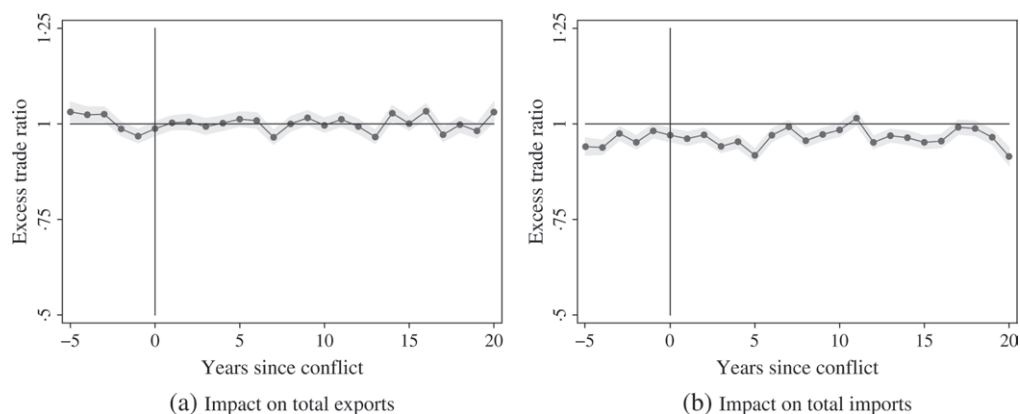 1·25
1
·75
·5
Excess trade ratio
−5 0 5 10 15 20
Years since conflict
(a) Impact on total exports
1·25
1
·75
·5
Excess trade ratio
−5 0 5 10 15 20
Years since conflict
(b) Impact on total imports